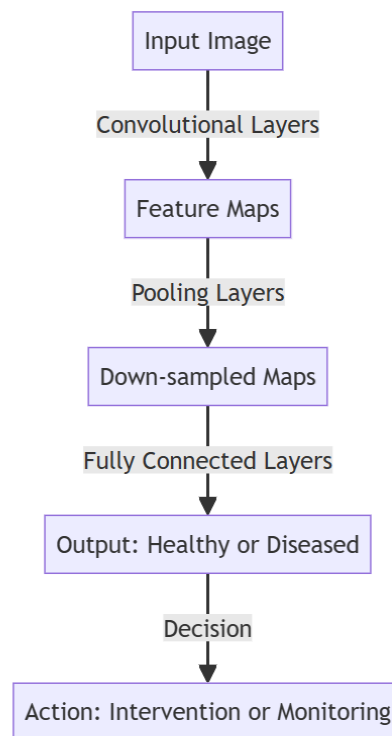 Input Image
Convolutional Layers
Feature Maps
Pooling Layers
Down-sampled Maps
Fully Connected Layers
Output: Healthy or Diseased
Decision
Action: Intervention or Monitoring